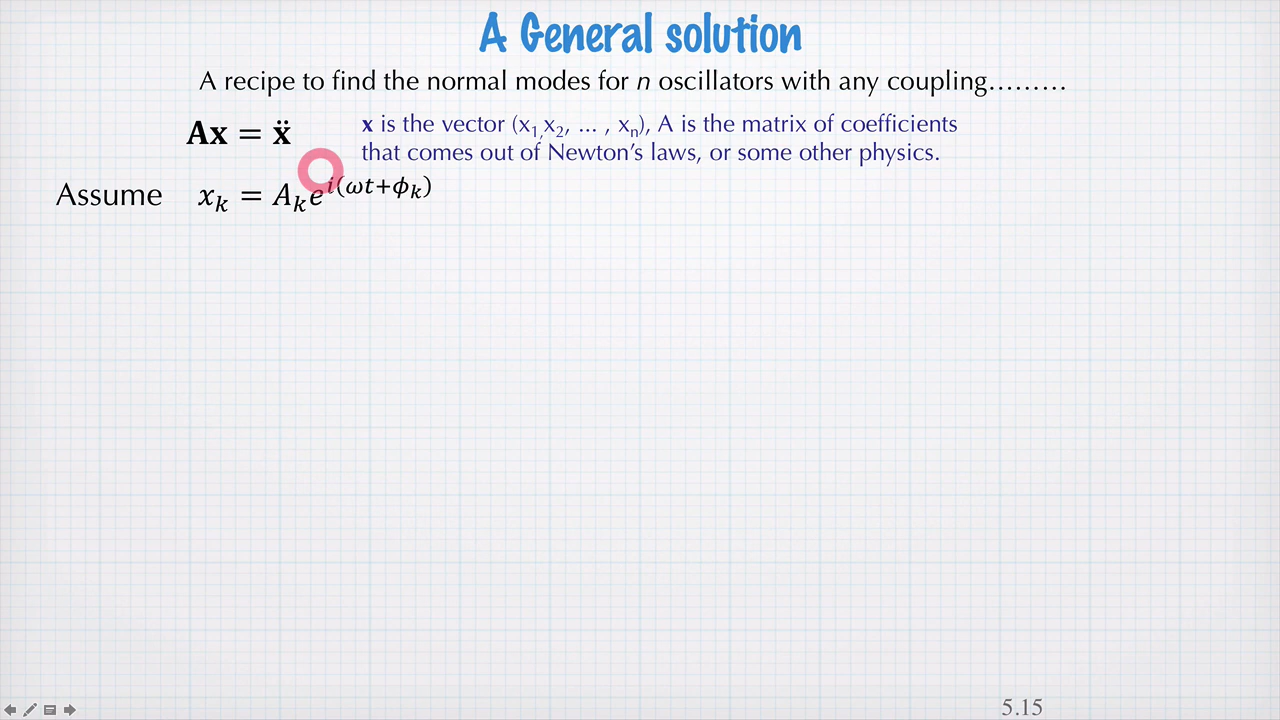 A General solution
A recipe to find the normal modes for n oscillators with any coupling………
Ax = ẍ
x is the vector (x₁,x₂, ... , xₙ), A is the matrix of coefficients
that comes out of Newton’s laws, or some other physics.
Assume xₖ = Aₖe^{i(ωt+ϕₖ)}
5.15